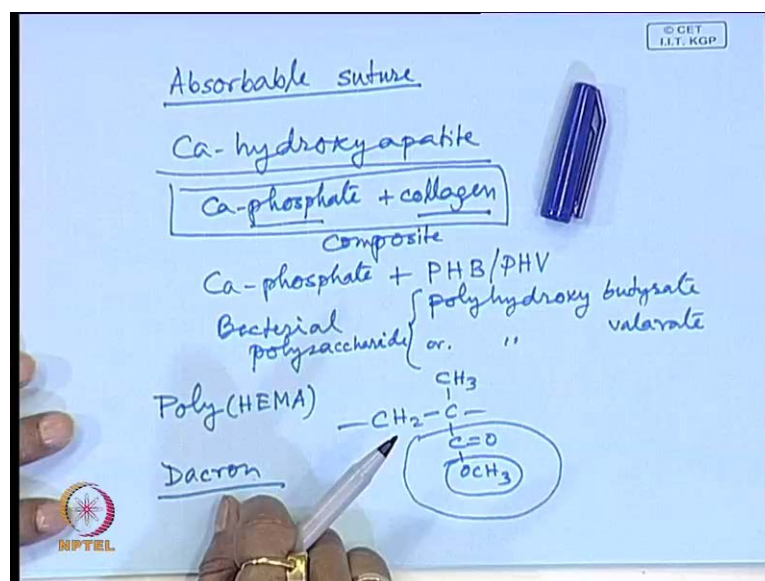 © CET
I.I.T. KGP
Absorbable suture
Ca-hydroxyapatite
Ca-phosphate + collagen
composite
Ca-phosphate + PHB/PHV
Bacterial polysaccharide { polyhydroxy butyrate
or. " valarate
Poly(HEMA)
CH3
—CH2—C—
C=O
OCH3
Dacron
NPTEL